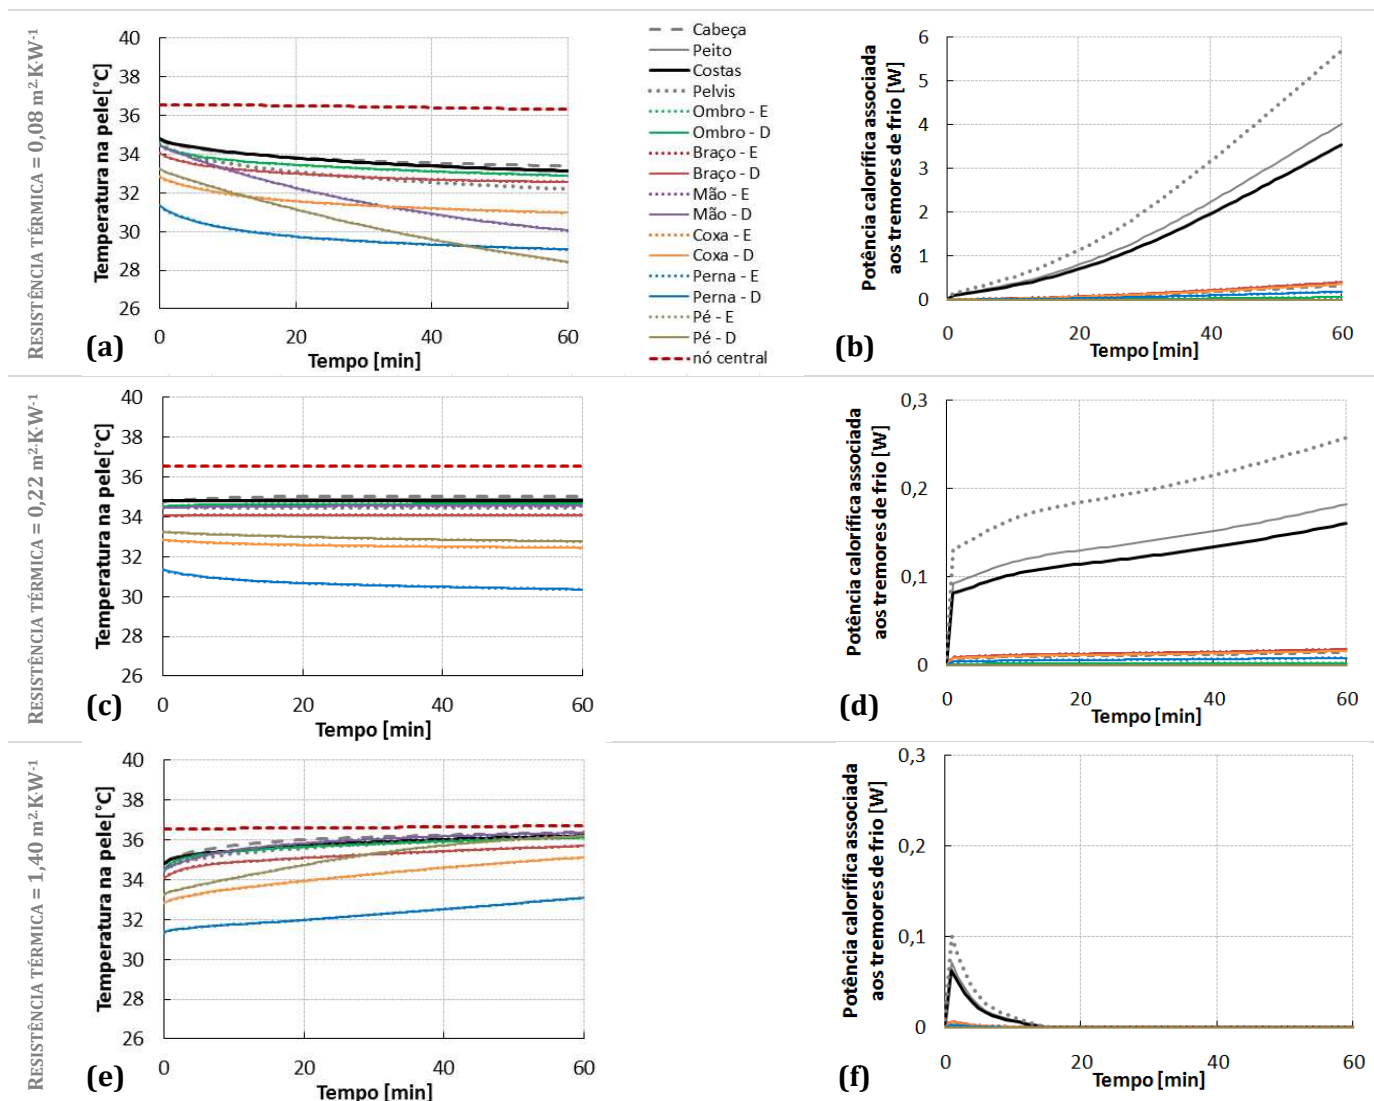 RESISTÊNCIA TÉRMICA = 0,08 m²·K·W⁻¹
Temperatura na pele[°C]
40
38
36
34
32
30
28
26
0
20
40
60
Tempo [min]
(a)
Cabeça
Peito
Costas
Pelvis
Ombro - E
Ombro - D
Braço - E
Braço - D
Mão - E
Mão - D
Coxa - E
Coxa - D
Perna - E
Perna - D
Pé - E
Pé - D
nó central
Potência calorífica associada
aos tremores de frio [W]
6
5
4
3
2
1
0
0
20
40
60
Tempo [min]
(b)
RESISTÊNCIA TÉRMICA = 0,22 m²·K·W⁻¹
Temperatura na pele[°C]
40
38
36
34
32
30
28
26
0
20
40
60
Tempo [min]
(c)
Potência calorífica associada
aos tremores de frio [W]
0,3
0,2
0,1
0
0
20
40
60
Tempo [min]
(d)
RESISTÊNCIA TÉRMICA = 1,40 m²·K·W⁻¹
Temperatura na pele[°C]
40
38
36
34
32
30
28
26
0
20
40
60
Tempo [min]
(e)
Potência calorífica associada
aos tremores de frio [W]
0,3
0,2
0,1
0
0
20
40
60
Tempo [min]
(f)